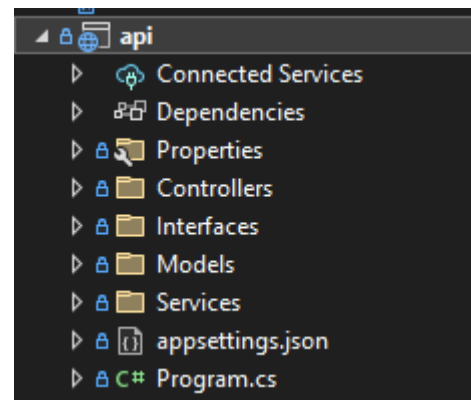 api
Connected Services
Dependencies
Properties
Controllers
Interfaces
Models
Services
appsettings.json
C# Program.cs